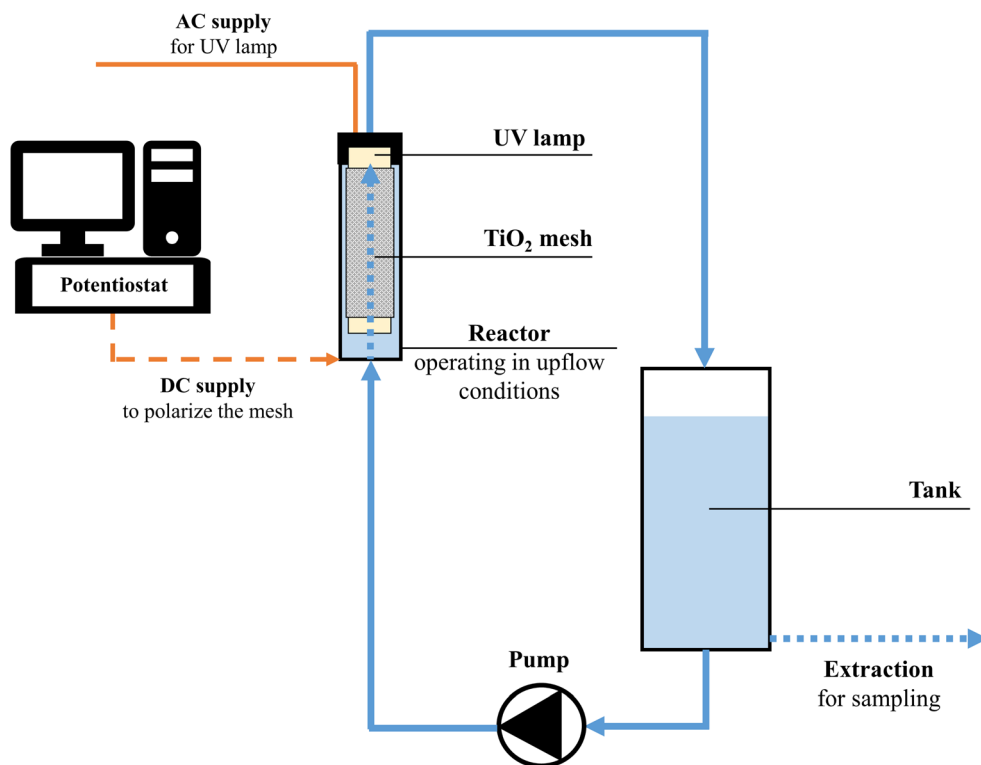 AC supply
for UV lamp
UV lamp
TiO₂ mesh
Potentiostat
Reactor
operating in upflow
conditions
DC supply
to polarize the mesh
Tank
Pump
Extraction
for sampling